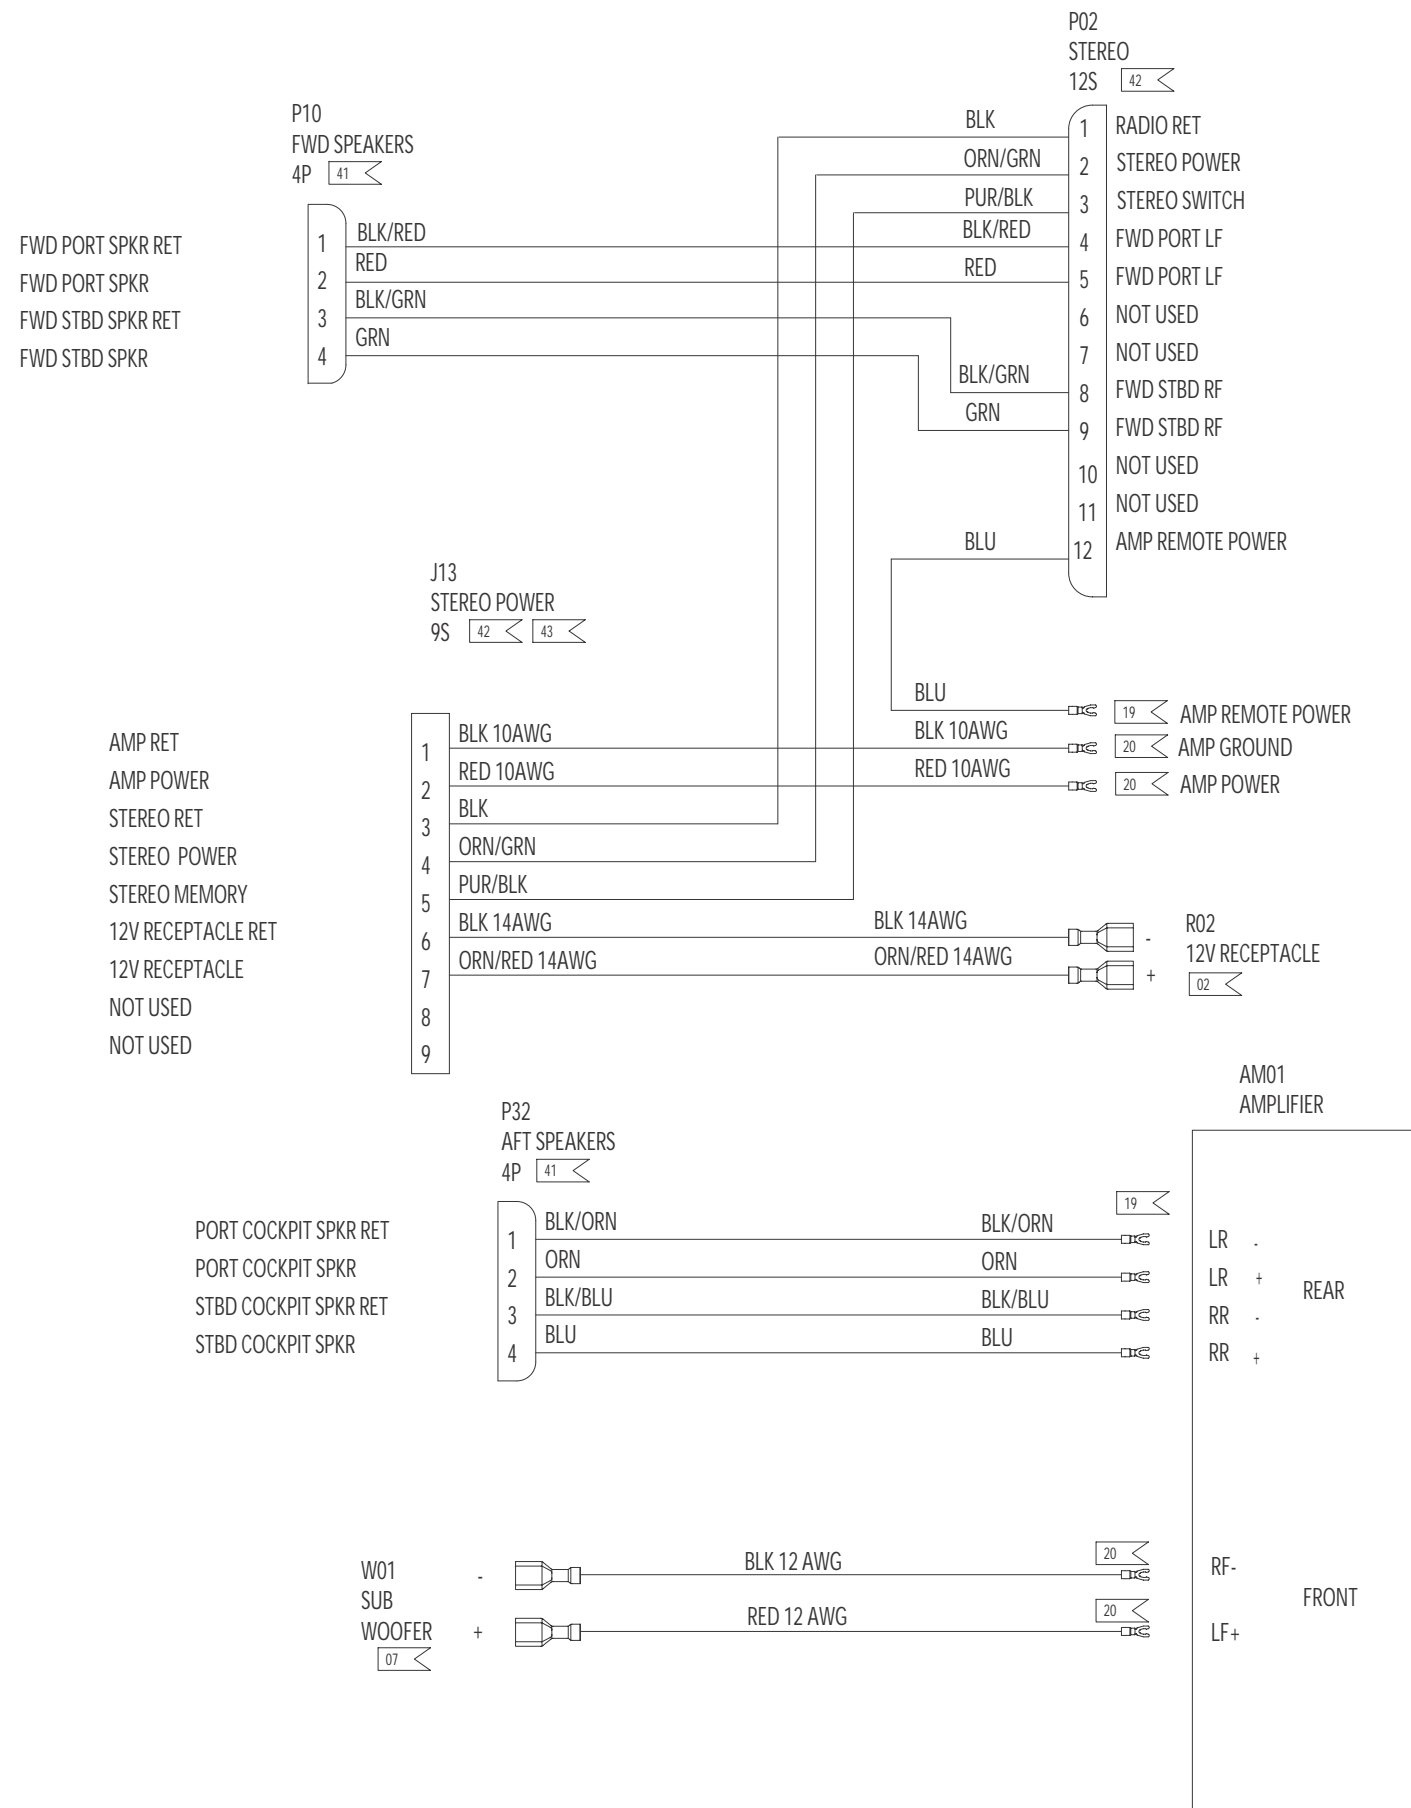 P02
STEREO
12S 42
BLK 1 RADIO RET
ORN/GRN 2 STEREO POWER
PUR/BLK 3 STEREO SWITCH
BLK/RED 4 FWD PORT LF
RED 5 FWD PORT LF
6 NOT USED
7 NOT USED
BLK/GRN 8 FWD STBD RF
GRN 9 FWD STBD RF
10 NOT USED
11 NOT USED
BLU 12 AMP REMOTE POWER
P10
FWD SPEAKERS
4P 41
FWD PORT SPKR RET 1 BLK/RED
FWD PORT SPKR 2 RED
FWD STBD SPKR RET 3 BLK/GRN
FWD STBD SPKR 4 GRN
J13
STEREO POWER
9S 42 43
BLU 19 AMP REMOTE POWER
AMP RET 1 BLK 10AWG BLK 10AWG 20 AMP GROUND
AMP POWER 2 RED 10AWG RED 10AWG 20 AMP POWER
STEREO RET 3 BLK
STEREO POWER 4 ORN/GRN
STEREO MEMORY 5 PUR/BLK
12V RECEPTACLE RET 6 BLK 14AWG BLK 14AWG -
12V RECEPTACLE 7 ORN/RED 14AWG ORN/RED 14AWG +
NOT USED 8
NOT USED 9
R02
12V RECEPTACLE
02
AM01
AMPLIFIER
P32
AFT SPEAKERS
4P 41
19
PORT COCKPIT SPKR RET 1 BLK/ORN BLK/ORN LR -
PORT COCKPIT SPKR 2 ORN ORN LR +
STBD COCKPIT SPKR RET 3 BLK/BLU BLK/BLU RR -
STBD COCKPIT SPKR 4 BLU BLU RR +
REAR
W01
SUB
WOOFER
07
- BLK 12 AWG 20 RF-
+ RED 12 AWG 20 LF+
FRONT